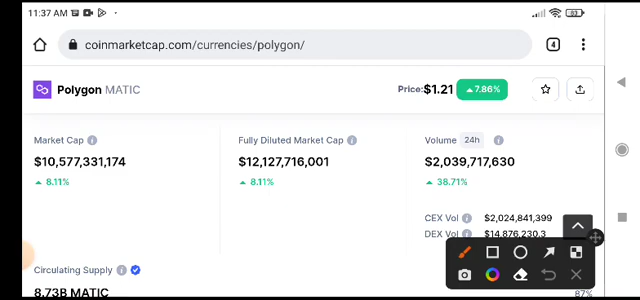 11:37 AM
83
coinmarketcap.com/currencies/polygon/
4
Polygon MATIC
Price: $1.21 7.86%
Market Cap
$10,577,331,174
8.11%
Fully Diluted Market Cap
$12,127,716,001
8.11%
Volume 24h
$2,039,717,630
38.71%
CEX Vol $2,024,841,399
DEX Vol $14,876,230.3
Circulating Supply
8.73B MATIC
87%